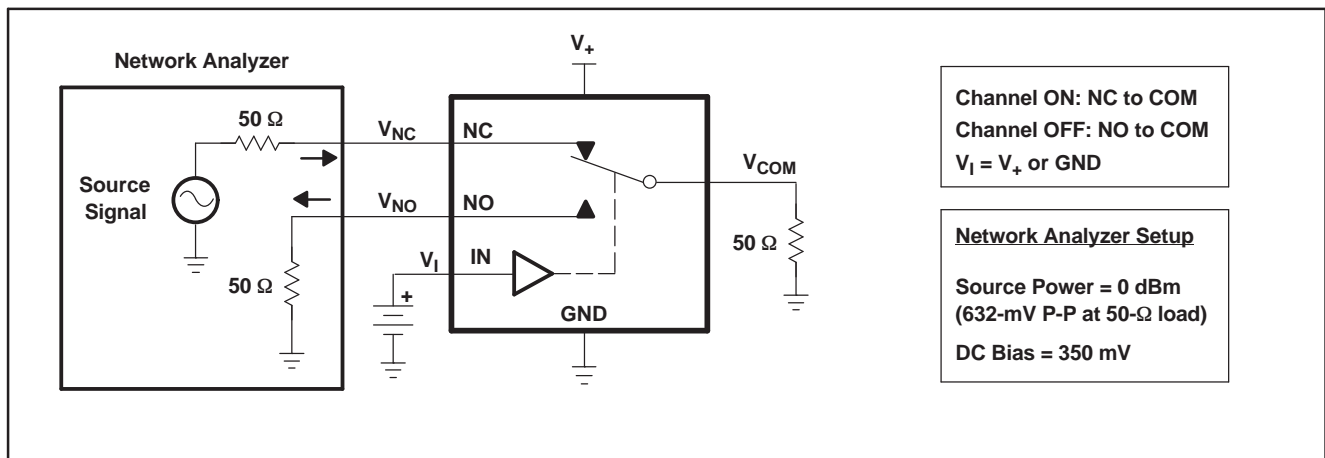 V+
Network Analyzer
50 Ω
VNC
NC
Source
Signal
VCOM
VNO
NO
50 Ω
50 Ω
VI
IN
+
GND
Channel ON: NC to COM
Channel OFF: NO to COM
VI = V+ or GND
Network Analyzer Setup
Source Power = 0 dBm
(632-mV P-P at 50-Ω load)
DC Bias = 350 mV